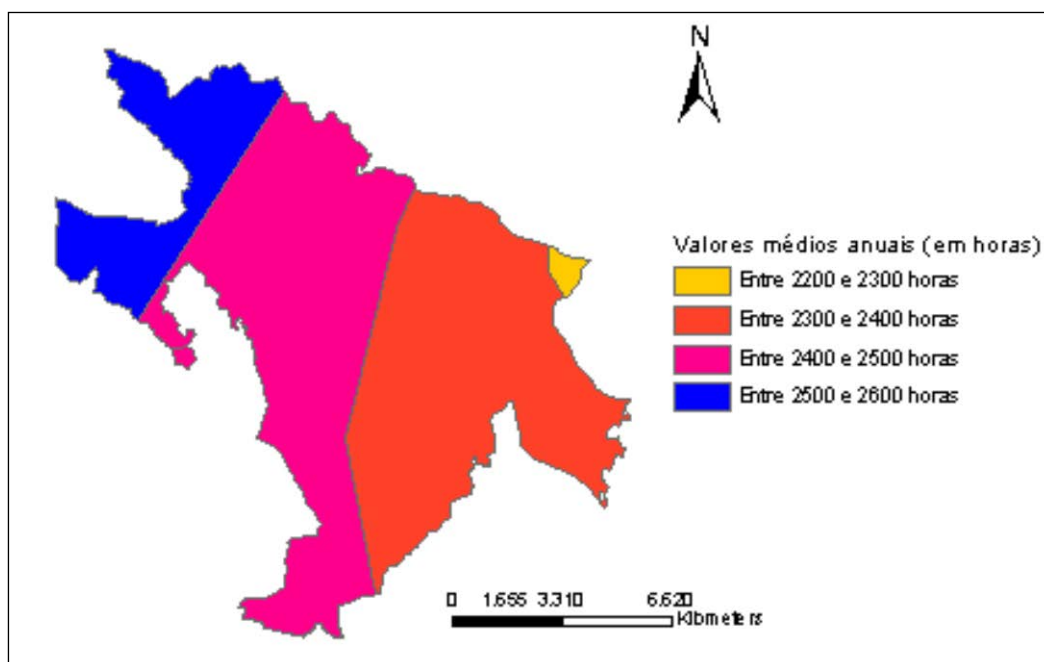 N
Valores médios anuais (em horas)
Entre 2200 e 2300 horas
Entre 2300 e 2400 horas
Entre 2400 e 2500 horas
Entre 2500 e 2600 horas
0 1.655 3.310 6.620
Kilometers